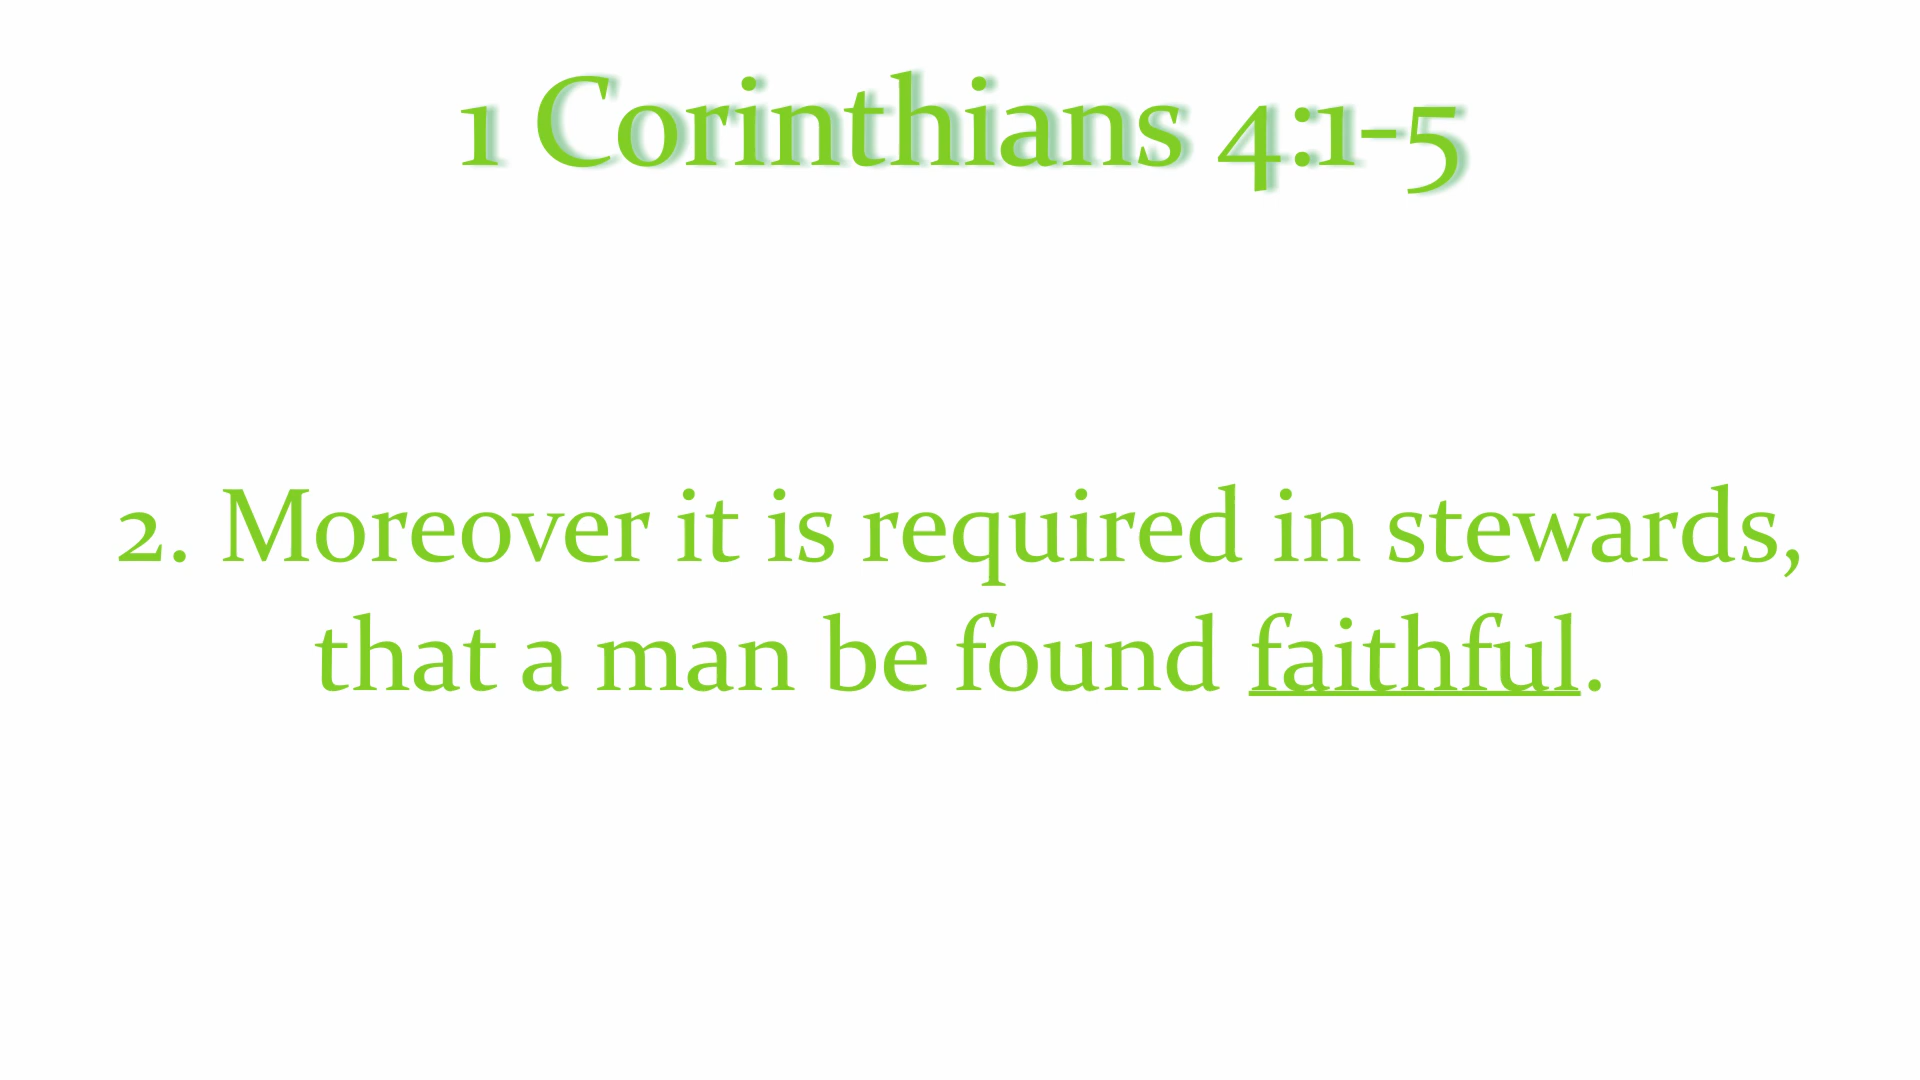 1 Corinthians 4:1-5
2. Moreover it is required in stewards,
that a man be found faithful.